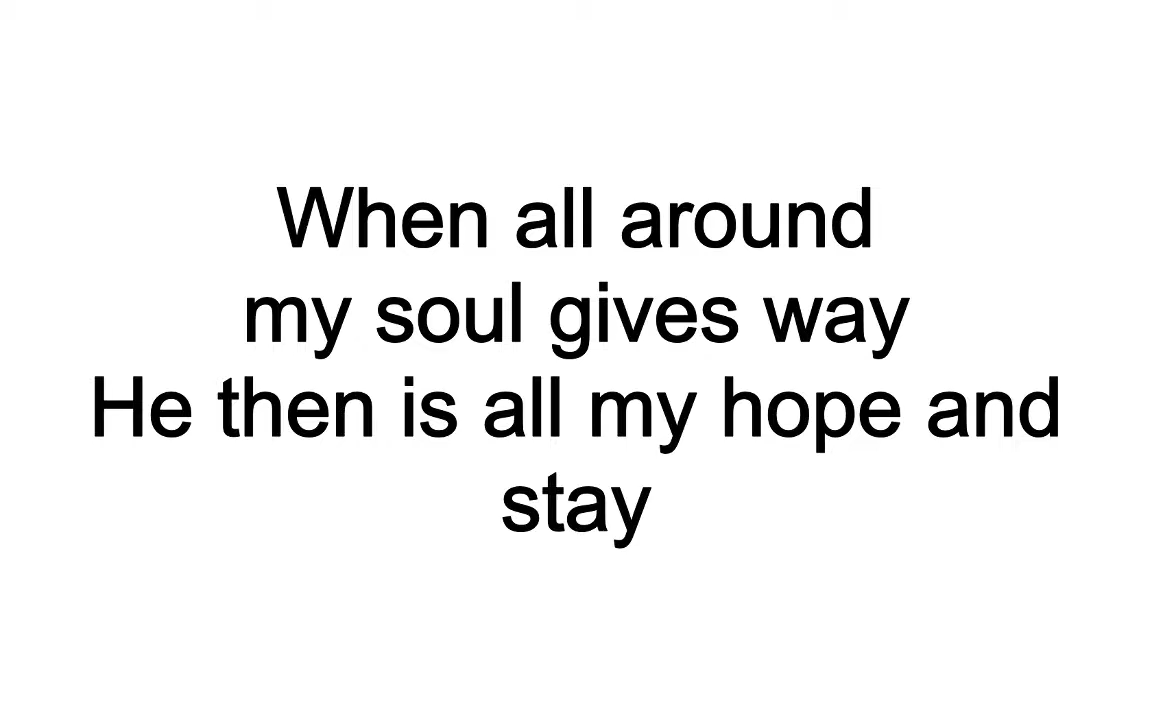 When all around
my soul gives way
He then is all my hope and
stay